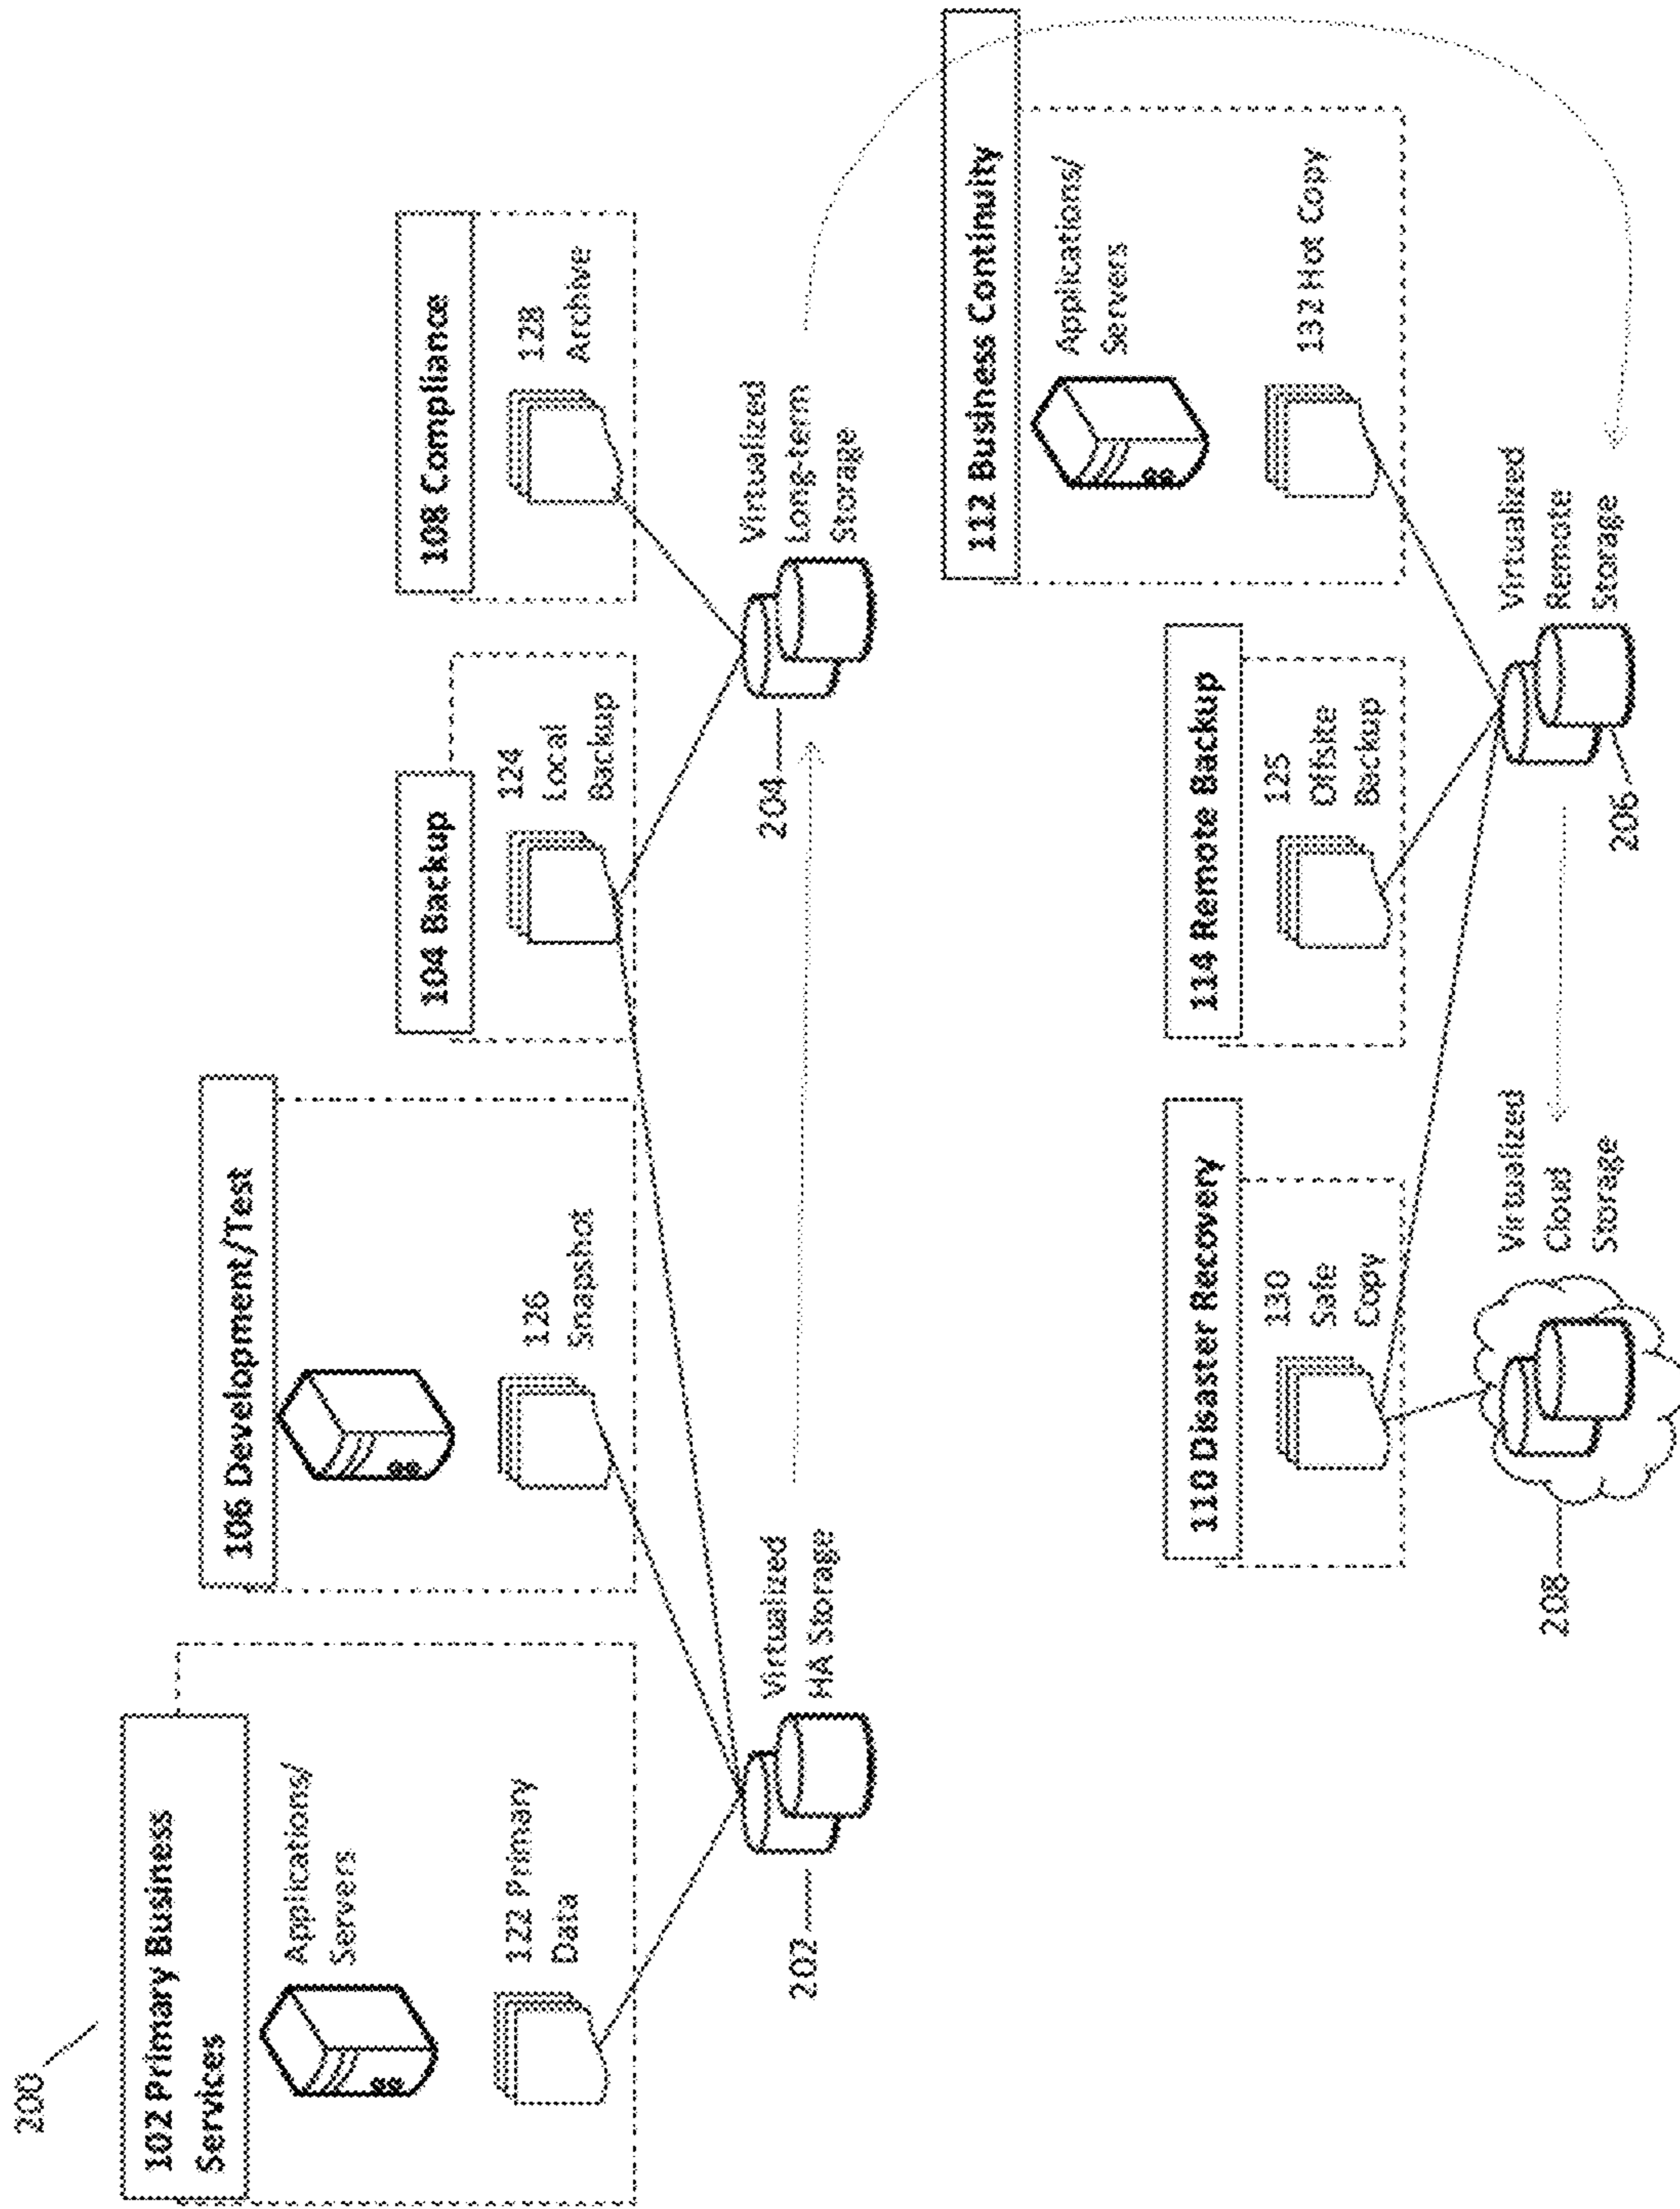 200
102 Primary Business
Services
Applications/
Servers
122 Primary
Data
106 Development/Test
126
Snapshot
104 Backup
124
Local
Backup
108 Compliance
128
Archive
202
Virtualized
HA Storage
204
Virtualized
Long-term
Storage
110 Disaster Recovery
130
Safe
Copy
114 Remote Backup
125
Offsite
Backup
112 Business Continuity
Applications/
Servers
132 Hot Copy
208
Virtualized
Cloud
Storage
206
Virtualized
Remote
Storage